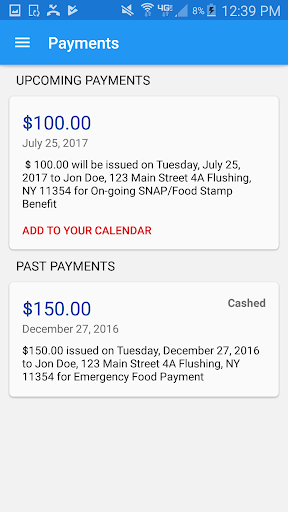 4G 8% 12:39 PM
Payments
UPCOMING PAYMENTS
$100.00
July 25, 2017
$ 100.00 will be issued on Tuesday, July 25,
2017 to Jon Doe, 123 Main Street 4A Flushing,
NY 11354 for On-going SNAP/Food Stamp
Benefit
ADD TO YOUR CALENDAR
PAST PAYMENTS
$150.00 Cashed
December 27, 2016
$150.00 issued on Tuesday, December 27, 2016
to Jon Doe, 123 Main Street 4A Flushing, NY
11354 for Emergency Food Payment